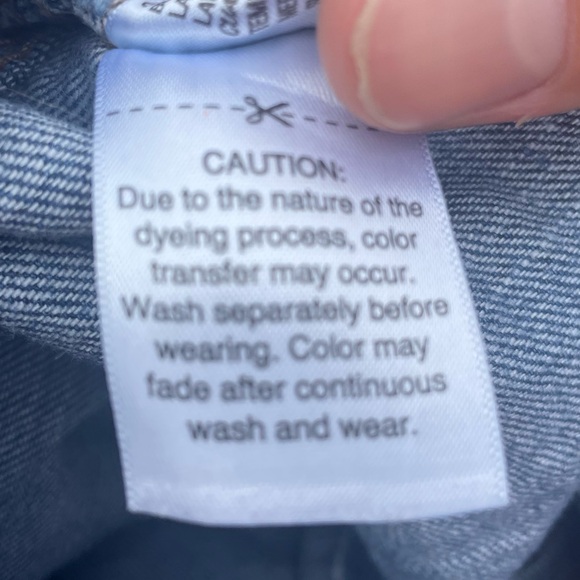 CAUTION:
Due to the nature of the
dyeing process, color
transfer may occur.
Wash separately before
wearing. Color may
fade after continuous
wash and wear.